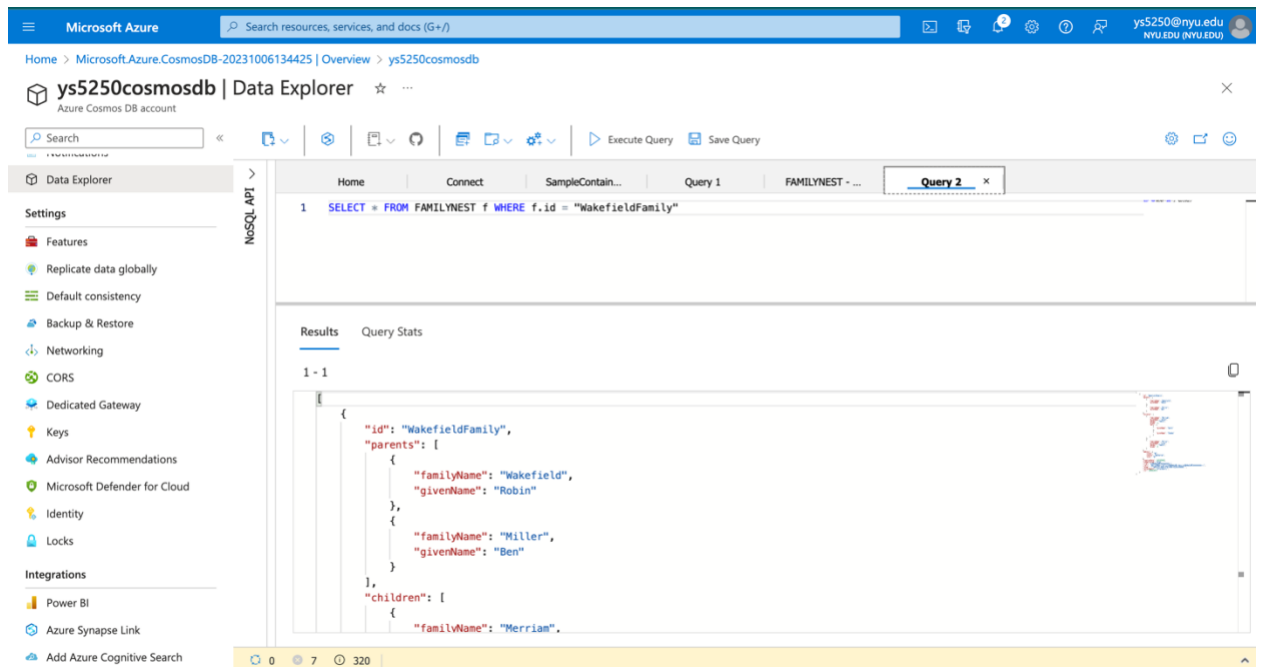 Microsoft Azure
Search resources, services, and docs (G+/)
2
ys5250@nyu.edu
NYU.EDU (NYU.EDU)
Home > Microsoft.Azure.CosmosDB-20231006134425 | Overview > ys5250cosmosdb
ys5250cosmosdb | Data Explorer
Azure Cosmos DB account
Search
«
Execute Query
Save Query
Notifications
Data Explorer
Settings
Features
Replicate data globally
Default consistency
Backup & Restore
Networking
CORS
Dedicated Gateway
Keys
Advisor Recommendations
Microsoft Defender for Cloud
Identity
Locks
Integrations
Power BI
Azure Synapse Link
Add Azure Cognitive Search
NoSQL API
Home
Connect
SampleContain...
Query 1
FAMILYNEST - ...
Query 2 ×
1 SELECT * FROM FAMILYNEST f WHERE f.id = "WakefieldFamily"
Results
Query Stats
1 - 1
[
{
"id": "WakefieldFamily",
"parents": [
{
"familyName": "Wakefield",
"givenName": "Robin"
},
{
"familyName": "Miller",
"givenName": "Ben"
}
],
"children": [
{
"familyName": "Merriam",
0 7 320